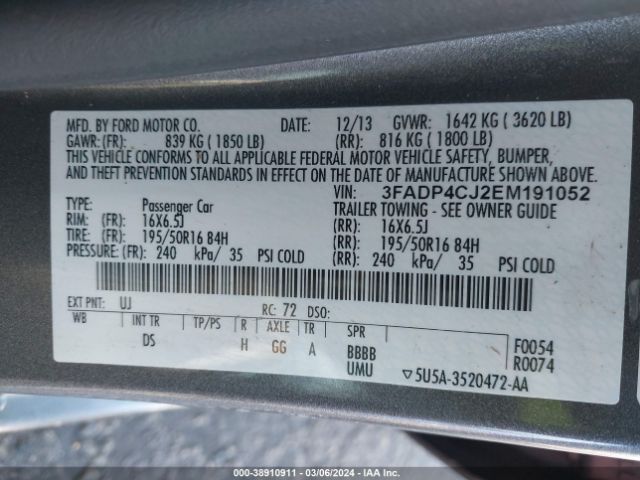 MFD. BY FORD MOTOR CO. DATE: 12/13 GVWR: 1642 KG ( 3620 LB)
GAWR: (FR): 839 KG ( 1850 LB) (RR): 816 KG ( 1800 LB)
THIS VEHICLE CONFORMS TO ALL APPLICABLE FEDERAL MOTOR VEHICLE SAFETY, BUMPER,
AND THEFT PREVENTION STANDARDS IN EFFECT ON THE DATE OF MANUFACTURE SHOWN ABOVE.
VIN: 3FADP4CJ2EM191052
TYPE: Passenger Car TRAILER TOWING - SEE OWNER GUIDE
RIM: (FR): 16X6.5J (RR): 16X6.5J
TIRE: (FR): 195/50R16 84H (RR): 195/50R16 84H
PRESSURE: (FR): 240 kPa/ 35 PSI COLD (RR): 240 kPa/ 35 PSI COLD
EXT PNT: UJ RC: 72 DSO:
WB INT TR TP/PS R AXLE TR SPR F0054
DS H GG A BBBB R0074
UMU ▽5U5A-3520472-AA
000-38910911 — 03/06/2024 — IAA Inc.